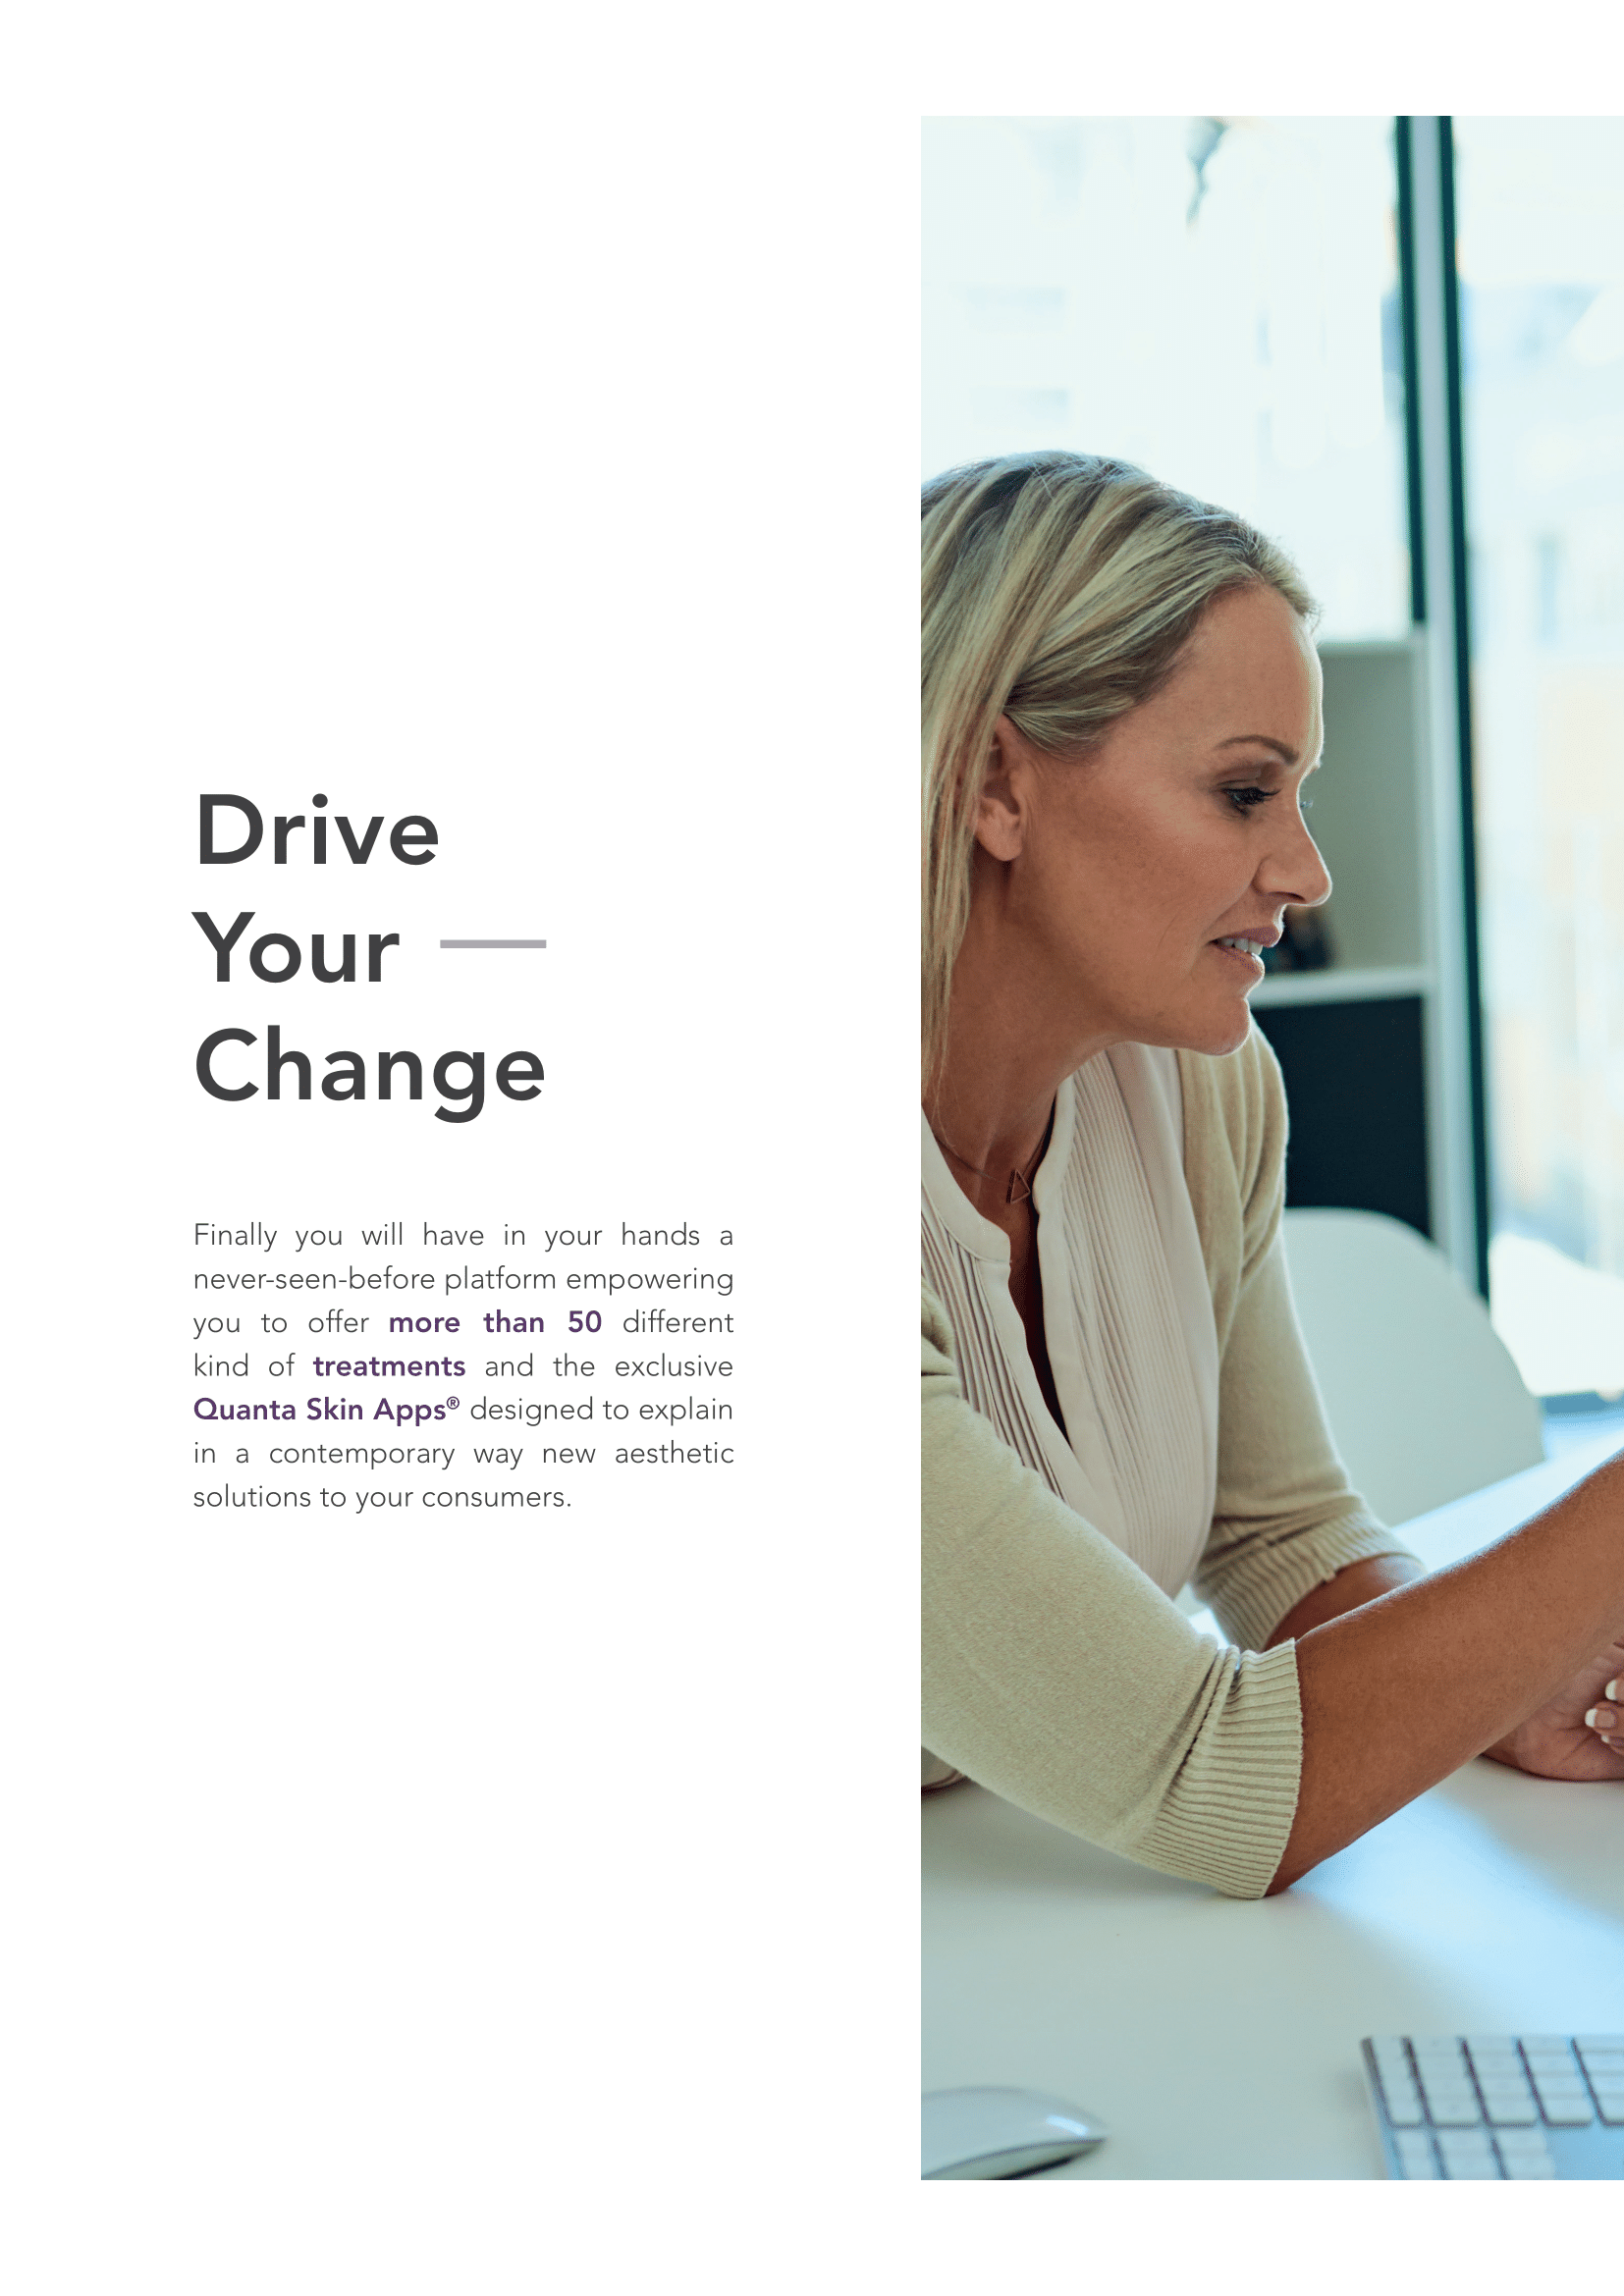 Drive
Your
Change
Finally you will have in your hands a
never-seen-before platform empowering
you to offer more than 50 different
kind of treatments and the exclusive
Quanta Skin Apps® designed to explain
in a contemporary way new aesthetic
solutions to your consumers.